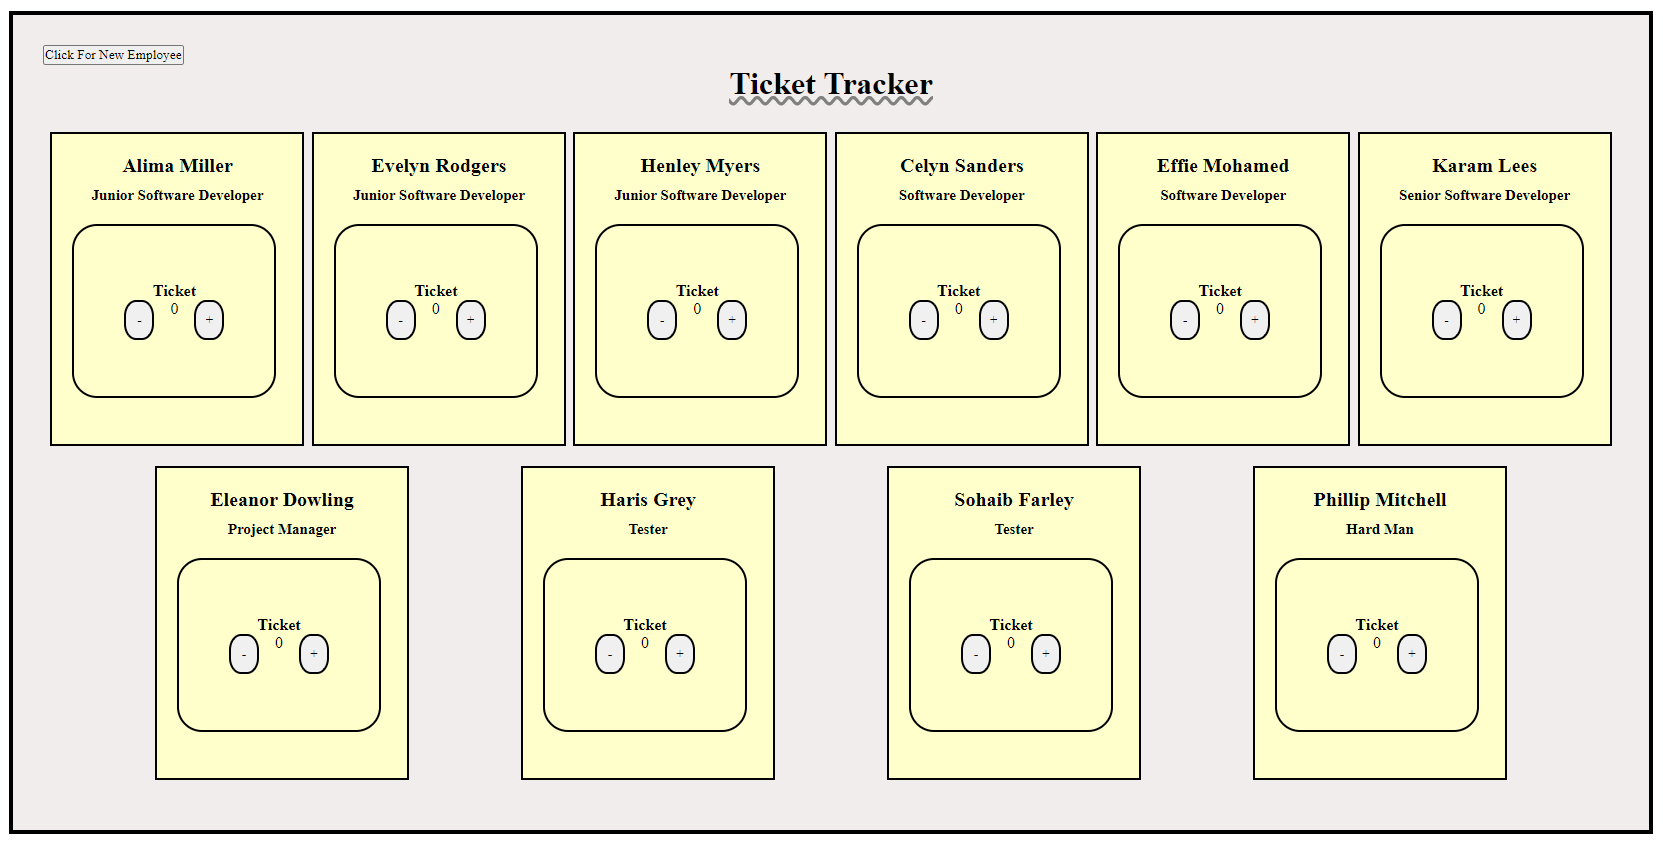 Click For New Employee
Ticket Tracker
Alima Miller
Junior Software Developer
Ticket
0
- +
Evelyn Rodgers
Junior Software Developer
Ticket
0
- +
Henley Myers
Junior Software Developer
Ticket
0
- +
Celyn Sanders
Software Developer
Ticket
0
- +
Effie Mohamed
Software Developer
Ticket
0
- +
Karam Lees
Senior Software Developer
Ticket
0
- +
Eleanor Dowling
Project Manager
Ticket
0
- +
Haris Grey
Tester
Ticket
0
- +
Sohaib Farley
Tester
Ticket
0
- +
Phillip Mitchell
Hard Man
Ticket
0
- +